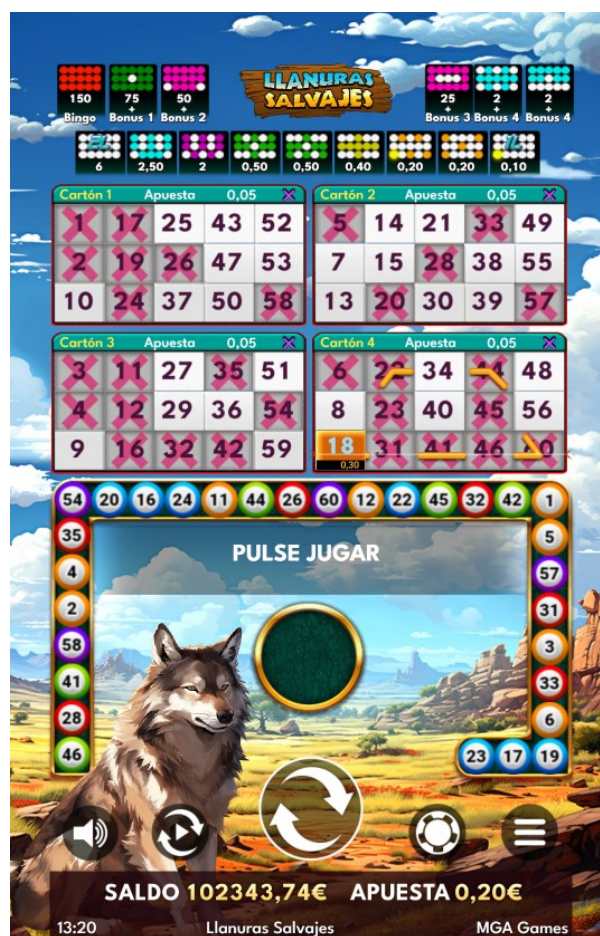 LLANURAS
SALVAJES
150
Bingo
75
+
Bonus 1
50
+
Bonus 2
25
+
Bonus 3
2
+
Bonus 4
2
+
Bonus 4
6 2,50 2 0,50 0,50 0,40 0,20 0,20 0,10
Cartón 1 Apuesta 0,05
1 17 25 43 52
2 19 26 47 53
10 24 37 50 58
Cartón 2 Apuesta 0,05
5 14 21 33 49
7 15 28 38 55
13 20 30 39 57
Cartón 3 Apuesta 0,05
3 11 27 35 51
4 12 29 36 54
9 16 32 42 59
Cartón 4 Apuesta 0,05
6 22 34 44 48
8 23 40 45 56
18 31 41 46 60
0,30
54 20 16 24 11 44 26 60 12 22 45 32 42 1
35 5
4 57
2 31
58 3
41 33
28 6
46 23 17 19
PULSE JUGAR
SALDO 102343,74€ APUESTA 0,20€
13:20 Llanuras Salvajes MGA Games